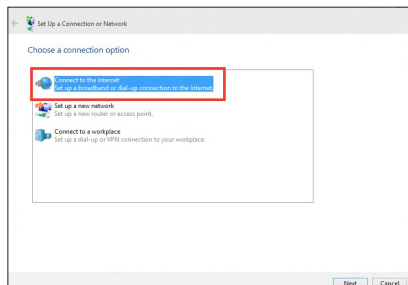 Set Up a Connection or Network
Choose a connection option
Connect to the Internet
Set up a broadband or dial-up connection to the Internet.
Set up a new network
Set up a new router or access point.
Connect to a workplace
Set up a dial-up or VPN connection to your workplace.
Next Cancel